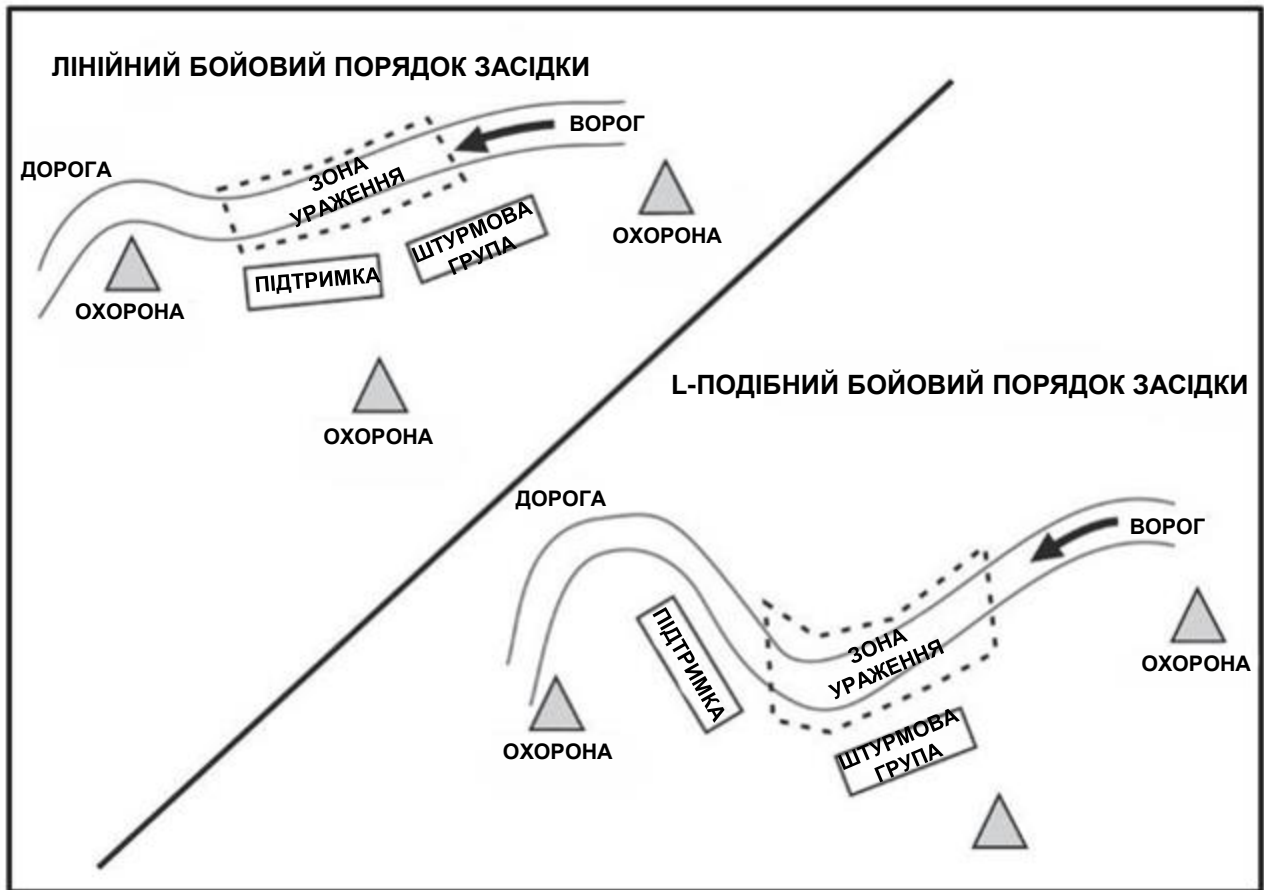 ЛІНІЙНИЙ БОЙОВИЙ ПОРЯДОК ЗАСІДКИ
ВОРОГ
ДОРОГА
ЗОНА
УРАЖЕННЯ
ШТУРМОВА
ГРУПА
ОХОРОНА
ПІДТРИМКА
ОХОРОНА
ОХОРОНА
L-ПОДІБНИЙ БОЙОВИЙ ПОРЯДОК ЗАСІДКИ
ДОРОГА
ВОРОГ
ПІДТРИМКА
ЗОНА
УРАЖЕННЯ
ОХОРОНА
ШТУРМОВА
ГРУПА
ОХОРОНА